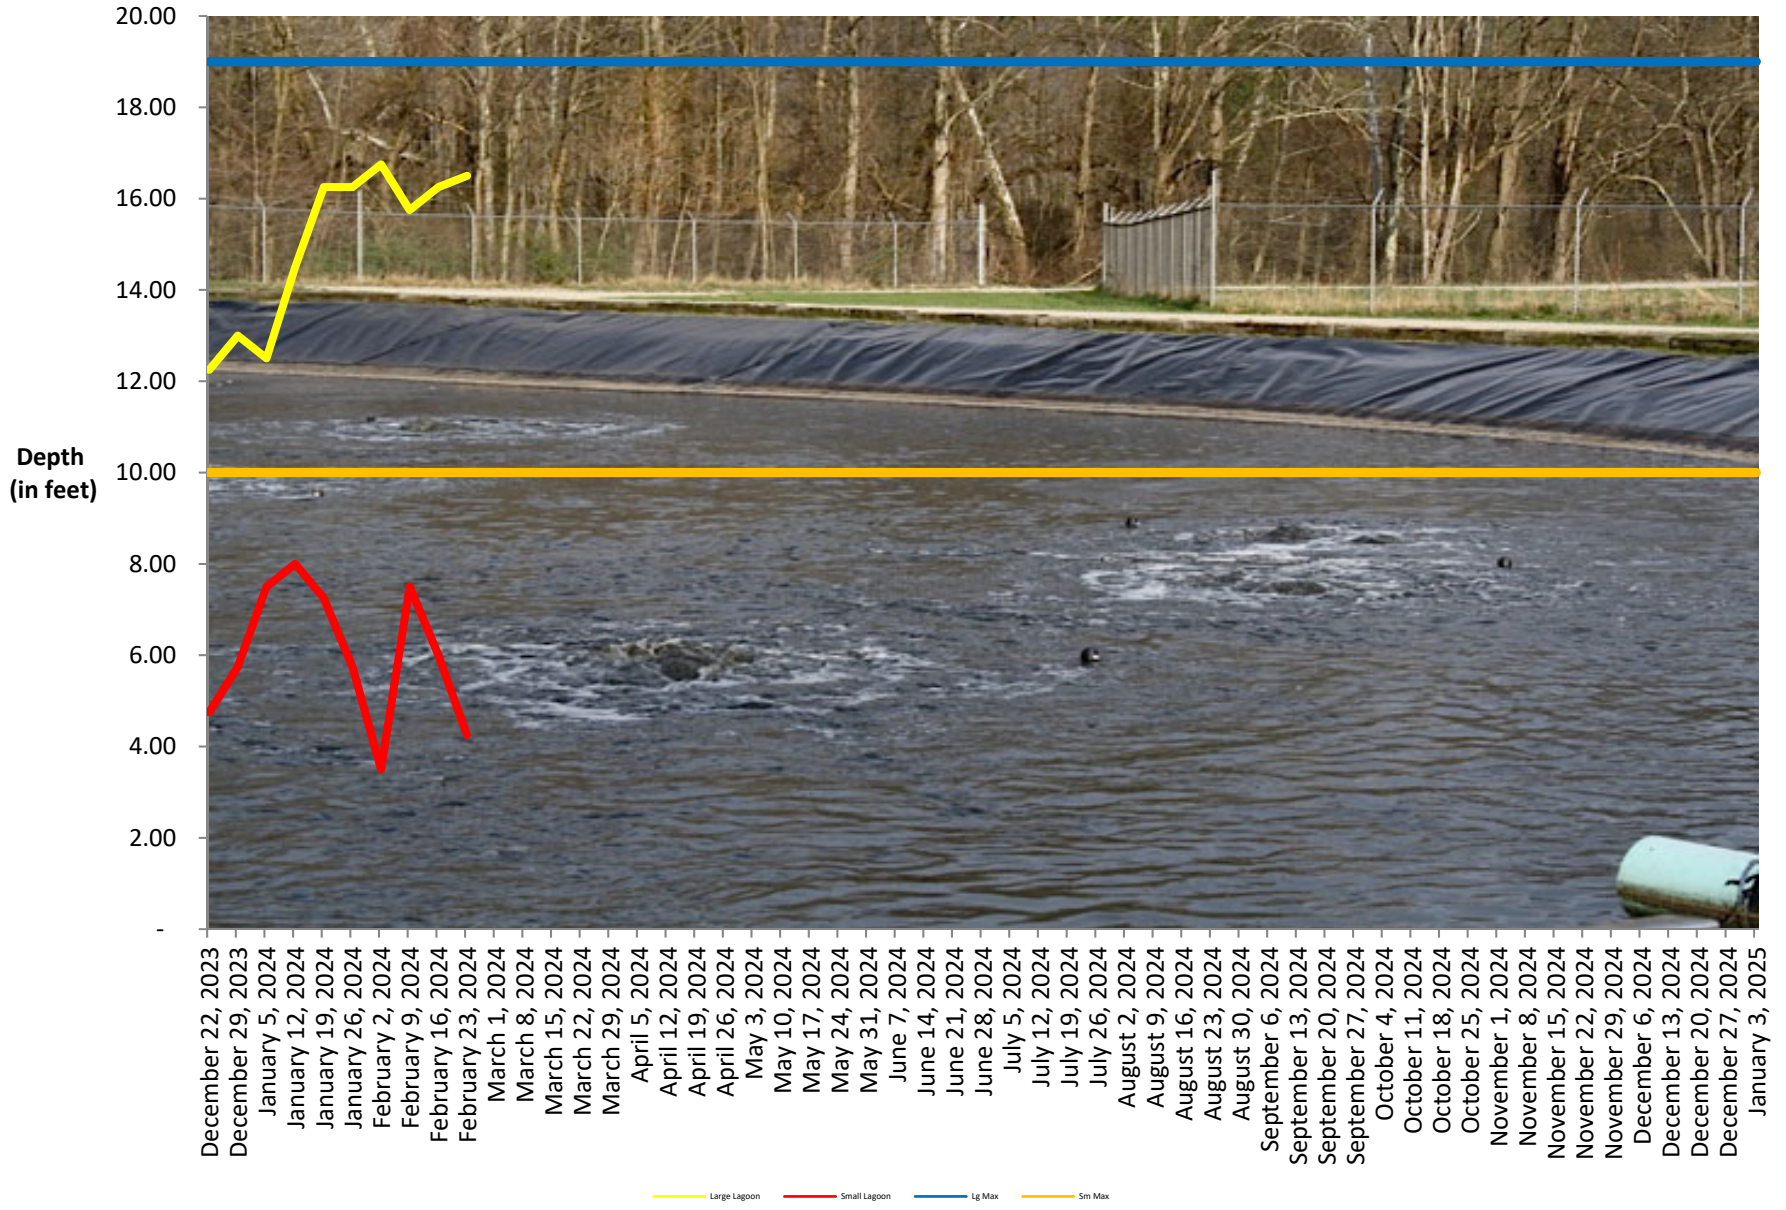 20.00
18.00
16.00
14.00
12.00
Depth
(in feet)
10.00
8.00
6.00
4.00
2.00
-
December 22, 2023
December 29, 2023
January 5, 2024
January 12, 2024
January 19, 2024
January 26, 2024
February 2, 2024
February 9, 2024
February 16, 2024
February 23, 2024
March 1, 2024
March 8, 2024
March 15, 2024
March 22, 2024
March 29, 2024
April 5, 2024
April 12, 2024
April 19, 2024
April 26, 2024
May 3, 2024
May 10, 2024
May 17, 2024
May 24, 2024
May 31, 2024
June 7, 2024
June 14, 2024
June 21, 2024
June 28, 2024
July 5, 2024
July 12, 2024
July 19, 2024
July 26, 2024
August 2, 2024
August 9, 2024
August 16, 2024
August 23, 2024
August 30, 2024
September 6, 2024
September 13, 2024
September 20, 2024
September 27, 2024
October 4, 2024
October 11, 2024
October 18, 2024
October 25, 2024
November 1, 2024
November 8, 2024
November 15, 2024
November 22, 2024
November 29, 2024
December 6, 2024
December 13, 2024
December 20, 2024
December 27, 2024
January 3, 2025
Large Lagoon
Small Lagoon
Lg Max
Sm Max